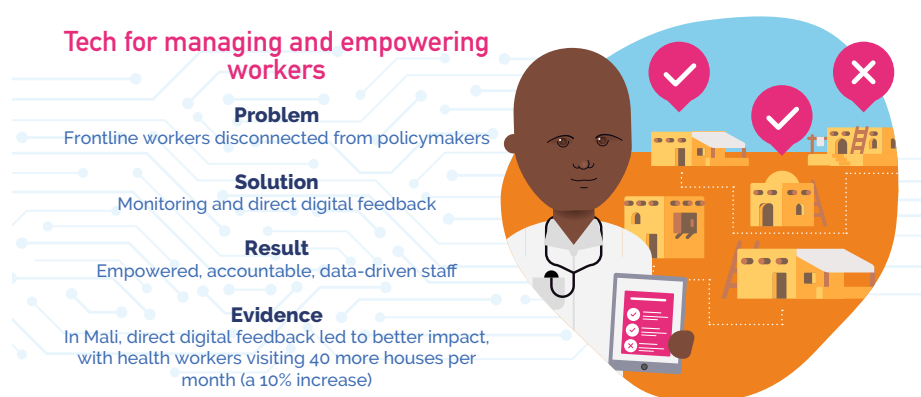 Tech for managing and empowering
workers
Problem
Frontline workers disconnected from policymakers
Solution
Monitoring and direct digital feedback
Result
Empowered, accountable, data-driven staff
Evidence
In Mali, direct digital feedback led to better impact,
with health workers visiting 40 more houses per
month (a 10% increase)